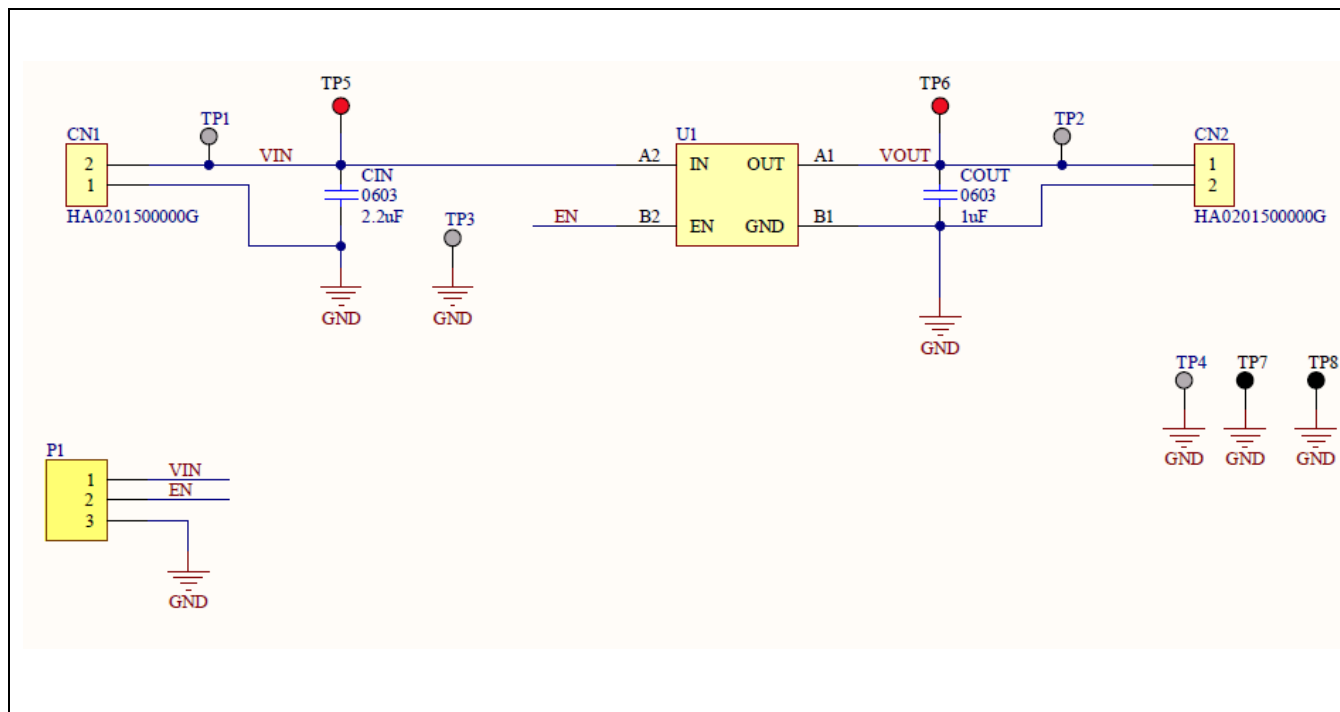 TP5
TP6
TP1
TP2
CN1
U1
CN2
2
VIN
A2
IN
OUT
A1
VOUT
1
1
CIN
COUT
2
0603
0603
HA0201500000G
2.2uF
TP3
EN
B2
EN
GND
B1
1uF
HA0201500000G
GND
GND
GND
TP4
TP7
TP8
P1
GND
GND
GND
1
VIN
2
EN
3
GND